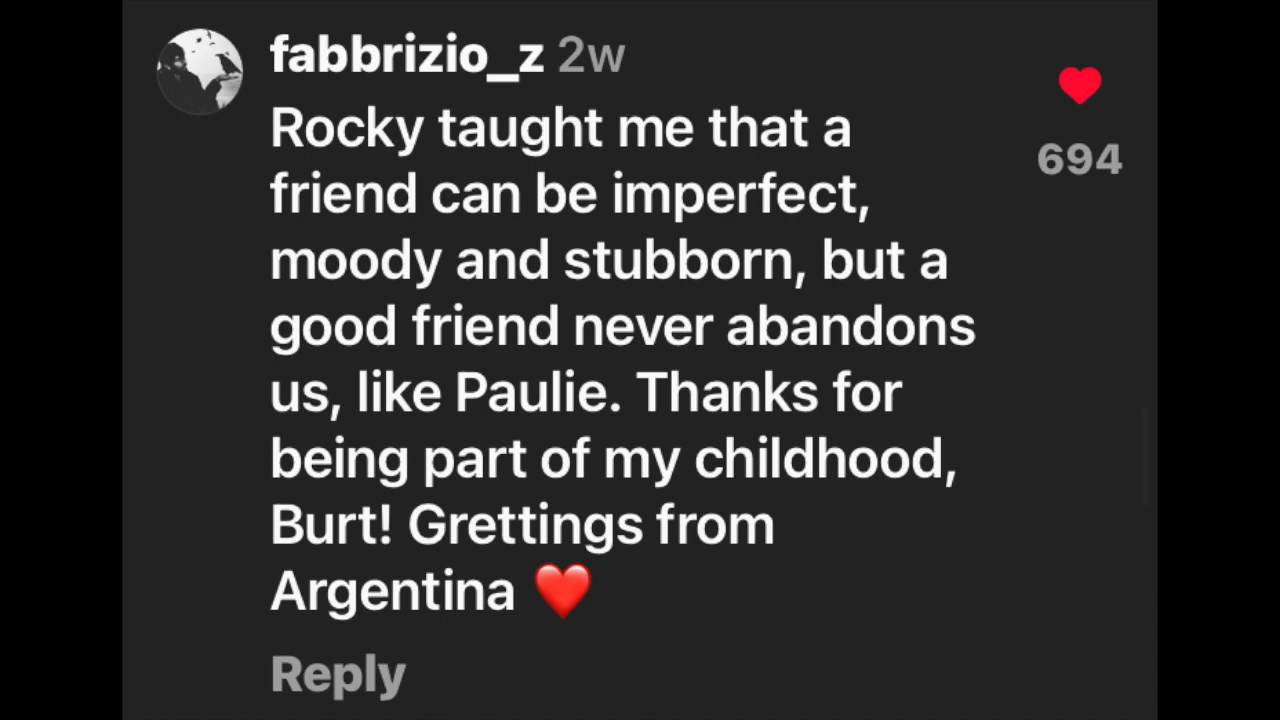 fabbrizio_z 2w
Rocky taught me that a
friend can be imperfect,
moody and stubborn, but a
good friend never abandons
us, like Paulie. Thanks for
being part of my childhood,
Burt! Grettings from
Argentina ❤️
694
Reply